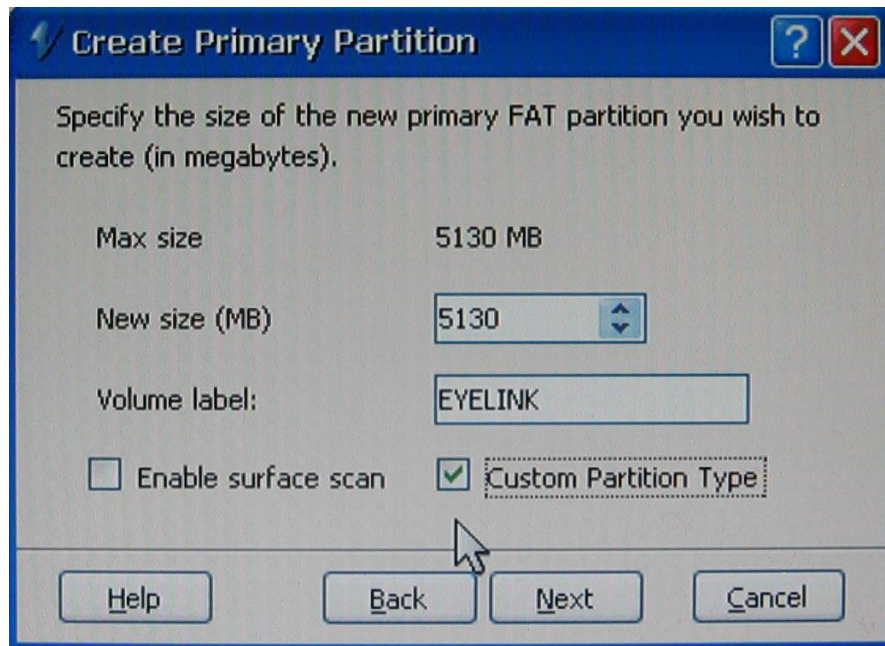 Create Primary Partition
Specify the size of the new primary FAT partition you wish to
create (in megabytes).
Max size 5130 MB
New size (MB) 5130
Volume label: EYELINK
Enable surface scan Custom Partition Type
Help Back Next Cancel